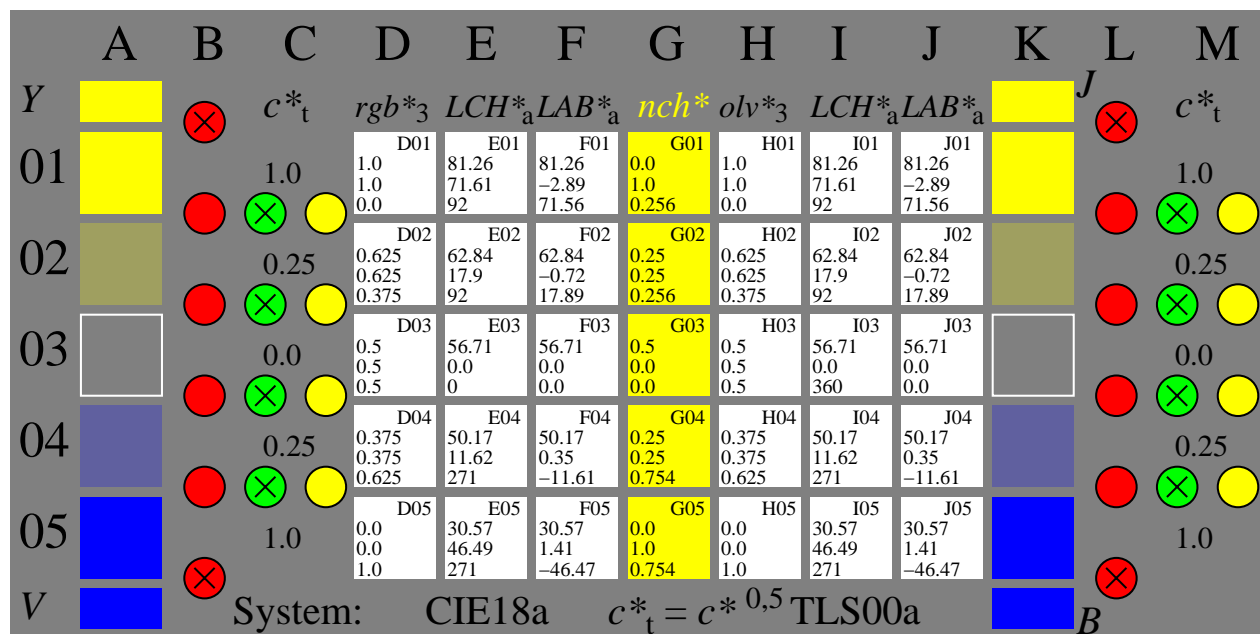 A B C D E F G H I J K L M
Y c*t rgb*3 LCH*a LAB*a nch* olv*3 LCH*a LAB*a J c*t
D01 E01 F01 G01 H01 I01 J01
01 1.0 1.0 81.26 81.26 0.0 1.0 81.26 81.26 1.0
1.0 71.61 −2.89 1.0 1.0 71.61 −2.89
0.0 92 71.56 0.256 0.0 92 71.56
D02 E02 F02 G02 H02 I02 J02
02 0.25 0.625 62.84 62.84 0.25 0.625 62.84 62.84 0.25
0.625 17.9 −0.72 0.25 0.625 17.9 −0.72
0.375 92 17.89 0.256 0.375 92 17.89
D03 E03 F03 G03 H03 I03 J03
03 0.0 0.5 56.71 56.71 0.5 0.5 56.71 56.71 0.0
0.5 0.0 0.0 0.0 0.5 0.0 0.0
0.5 0 0.0 0.0 0.5 360 0.0
D04 E04 F04 G04 H04 I04 J04
04 0.25 0.375 50.17 50.17 0.25 0.375 50.17 50.17 0.25
0.375 11.62 0.35 0.25 0.375 11.62 0.35
0.625 271 −11.61 0.754 0.625 271 −11.61
D05 E05 F05 G05 H05 I05 J05
05 1.0 0.0 30.57 30.57 0.0 0.0 30.57 30.57 1.0
0.0 46.49 1.41 1.0 0.0 46.49 1.41
1.0 271 −46.47 0.754 1.0 271 −46.47
V System: CIE18a c*t = c* 0,5 TLS00a B